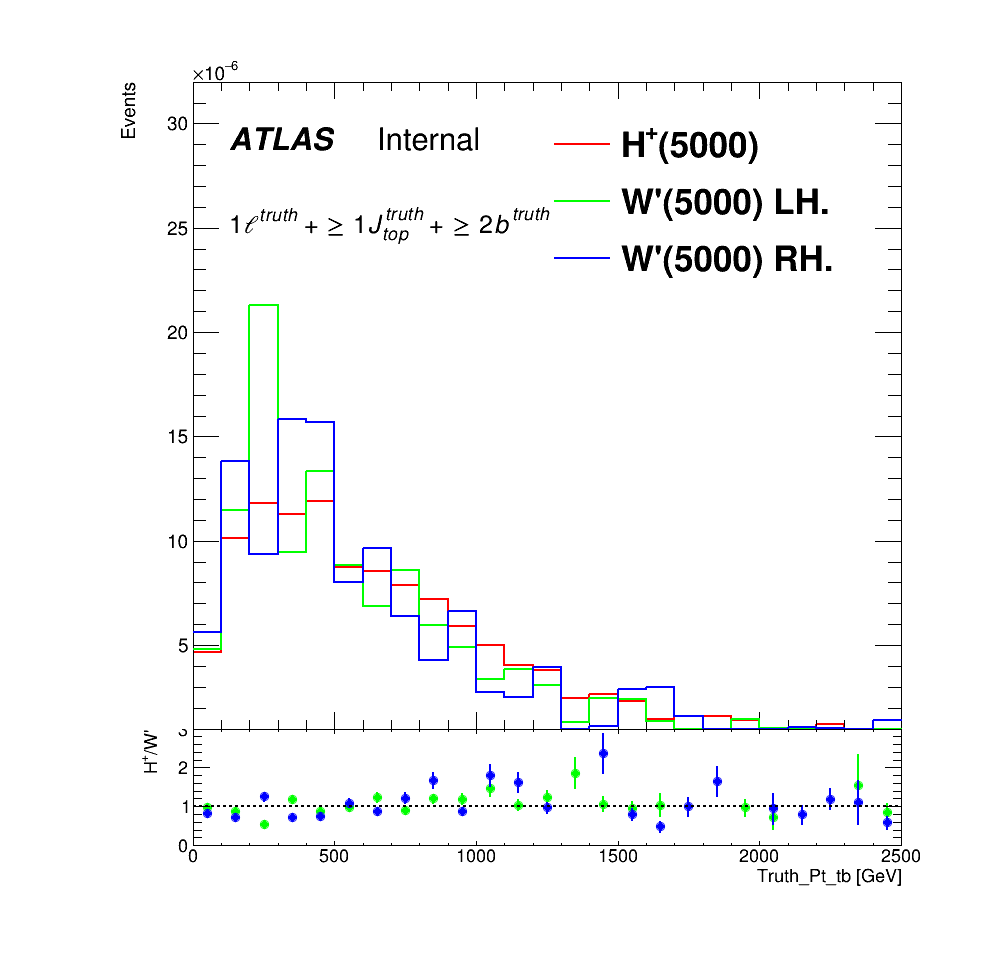 ×10⁻⁶
Events
30
25
20
15
10
5
ATLAS Internal
1ℓ^truth + ≥ 1J_top^truth + ≥ 2b^truth
H⁺(5000)
W'(5000) LH.
W'(5000) RH.
H⁺/W'
3
2
1
0
0 500 1000 1500 2000 2500
Truth_Pt_tb [GeV]